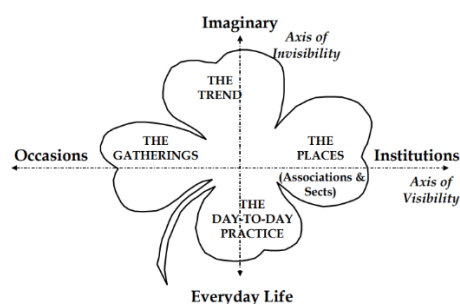 Imaginary
Axis of
Invisibility
THE
TREND
THE
GATHERINGS
THE
PLACES
(Associations &
Sects)
Occasions
Institutions
Axis of
Visibility
THE
DAY-TO-DAY
PRACTICE
Everyday Life